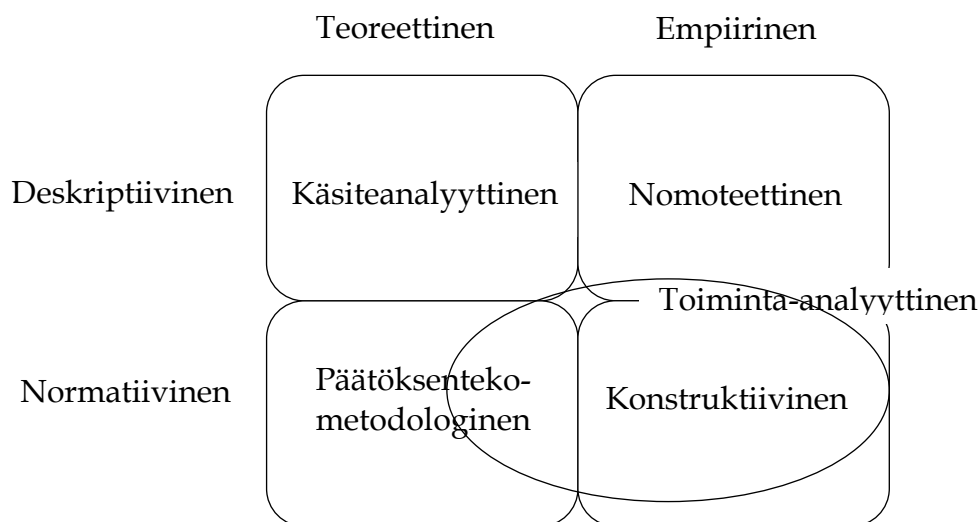 Teoreettinen
Empiirinen
Deskriptiivinen
Käsiteanalyyttinen
Nomoteettinen
Toiminta-analyyttinen
Normatiivinen
Päätöksenteko-
metodologinen
Konstruktiivinen